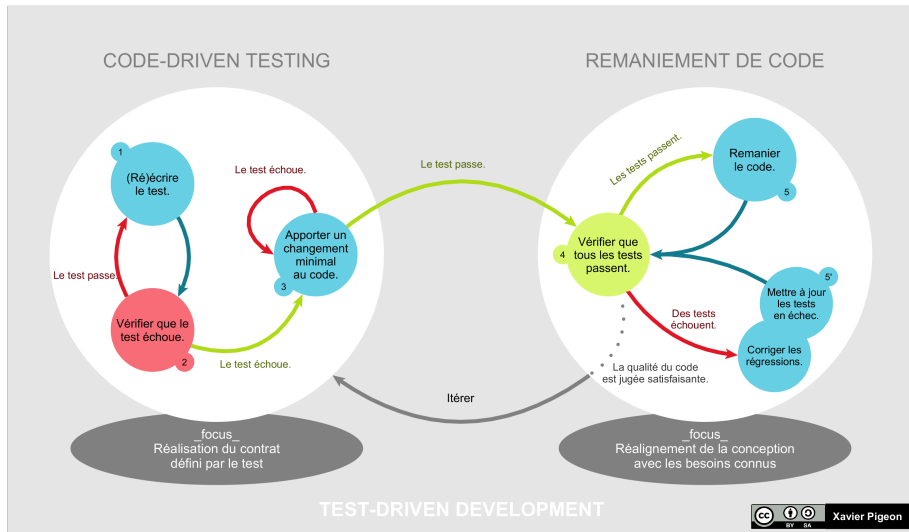 CODE-DRIVEN TESTING
REMANIEMENT DE CODE
1
(Ré)écrire
le test.
Le test passe.
Vérifier que le
test échoue.
2
Le test échoue.
Le test échoue.
Apporter un
changement
minimal
au code.
3
Le test passe.
4
Vérifier que
tous les tests
passent.
Les tests passent.
Remanier
le code.
5
5'
Mettre à jour
les tests
en échec.
Corriger les
régressions.
Des tests
échouent.
La qualité du code
est jugée satisfaisante.
Itérer
_focus_
Réalisation du contrat
défini par le test
_focus_
Réalignement de la conception
avec les besoins connus
TEST-DRIVEN DEVELOPMENT
cc
BY SA
Xavier Pigeon